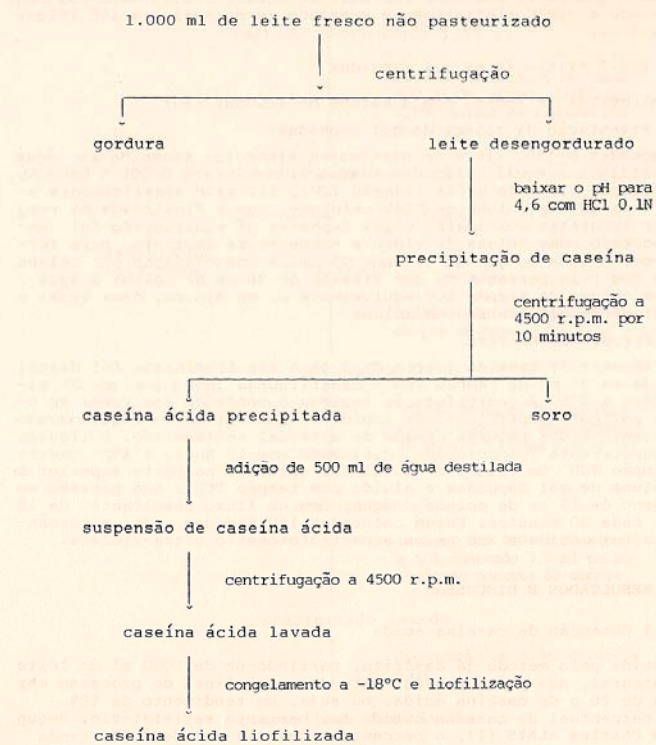 1.000 ml de leite fresco não pasteurizado
centrifugação
gordura
leite desengordurado
baixar o pH para
4,6 com HCl 0,1N
precipitação de caseína
centrifugação a
4500 r.p.m. por
10 minutos
caseína ácida precipitada
soro
adição de 500 ml de água destilada
suspensão de caseína ácida
centrifugação a 4500 r.p.m.
caseína ácida lavada
congelamento a -18°C e liofilização
caseína ácida liofilizada